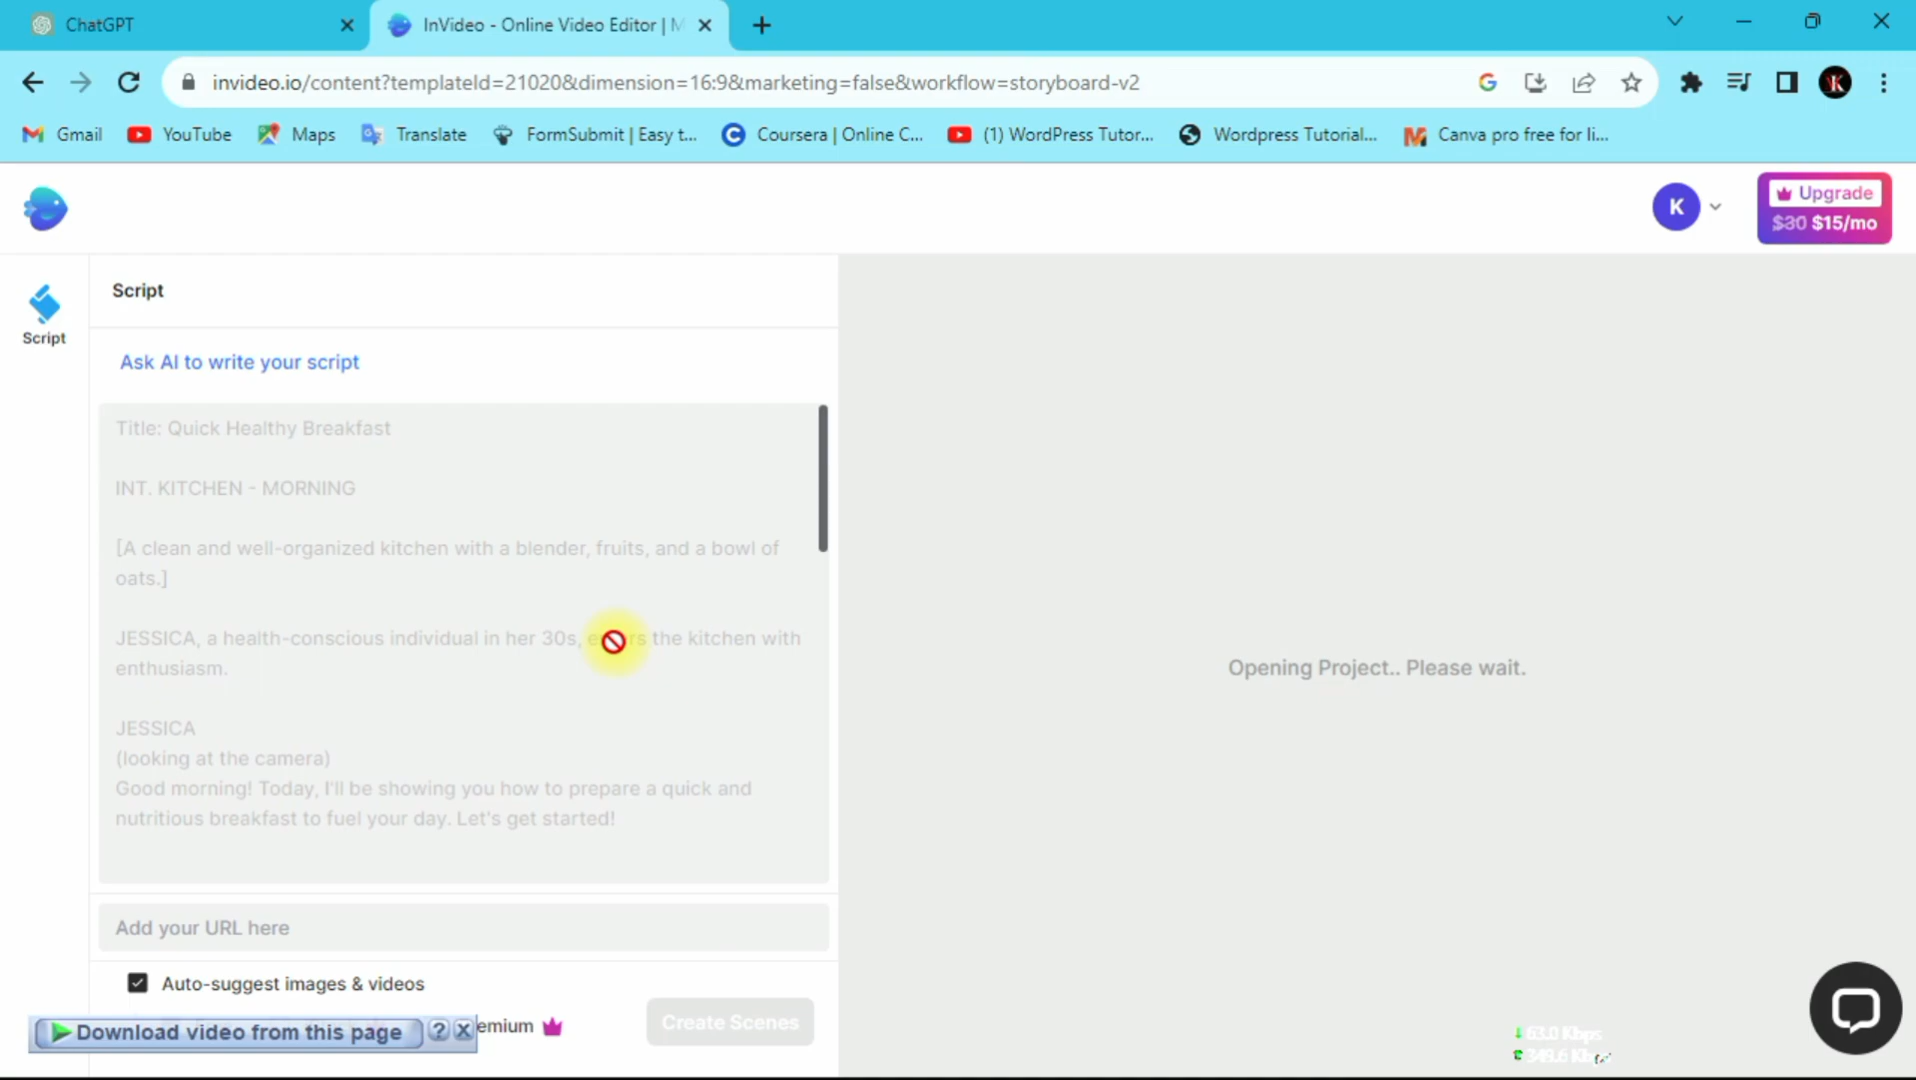 ChatGPT
InVideo - Online Video Editor | M
invideo.io/content?templateId=21020&dimension=16:9&marketing=false&workflow=storyboard-v2
Gmail
YouTube
Maps
Translate
FormSubmit | Easy t...
Coursera | Online C...
(1) WordPress Tutor...
Wordpress Tutorial...
Canva pro free for li...
K
Upgrade
$30 $15/mo
Script
Script
Ask AI to write your script
Title: Quick Healthy Breakfast
INT. KITCHEN - MORNING
[A clean and well-organized kitchen with a blender, fruits, and a bowl of
oats.]
JESSICA, a health-conscious individual in her 30s, the kitchen with
enthusiasm.
JESSICA
(looking at the camera)
Good morning! Today, I'll be showing you how to prepare a quick and
nutritious breakfast to fuel your day. Let's get started!
Opening Project.. Please wait.
Add your URL here
Auto-suggest images & videos
Download video from this page
emium
Create Scenes
63.0 Kbps
349.6 Kbps